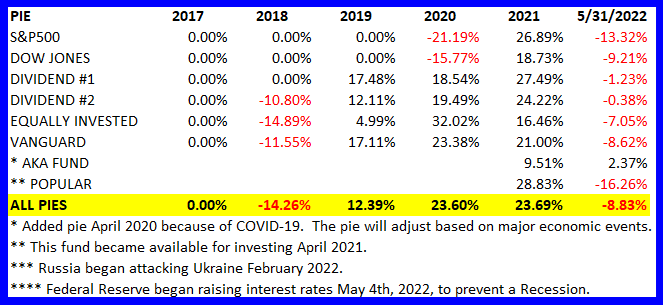 PIE 2017 2018 2019 2020 2021 5/31/2022
S&P500 0.00% 0.00% 0.00% -21.19% 26.89% -13.32%
DOW JONES 0.00% 0.00% 0.00% -15.77% 18.73% -9.21%
DIVIDEND #1 0.00% 0.00% 17.48% 18.54% 27.49% -1.23%
DIVIDEND #2 0.00% -10.80% 12.11% 19.49% 24.22% -0.38%
EQUALLY INVESTED 0.00% -14.89% 4.99% 32.02% 16.46% -7.05%
VANGUARD 0.00% -11.55% 17.11% 23.38% 21.00% -8.62%
* AKA FUND 9.51% 2.37%
** POPULAR 28.83% -16.26%
ALL PIES 0.00% -14.26% 12.39% 23.60% 23.69% -8.83%
* Added pie April 2020 because of COVID-19. The pie will adjust based on major economic events.
** This fund became available for investing April 2021.
*** Russia began attacking Ukraine February 2022.
**** Federal Reserve began raising interest rates May 4th, 2022, to prevent a Recession.